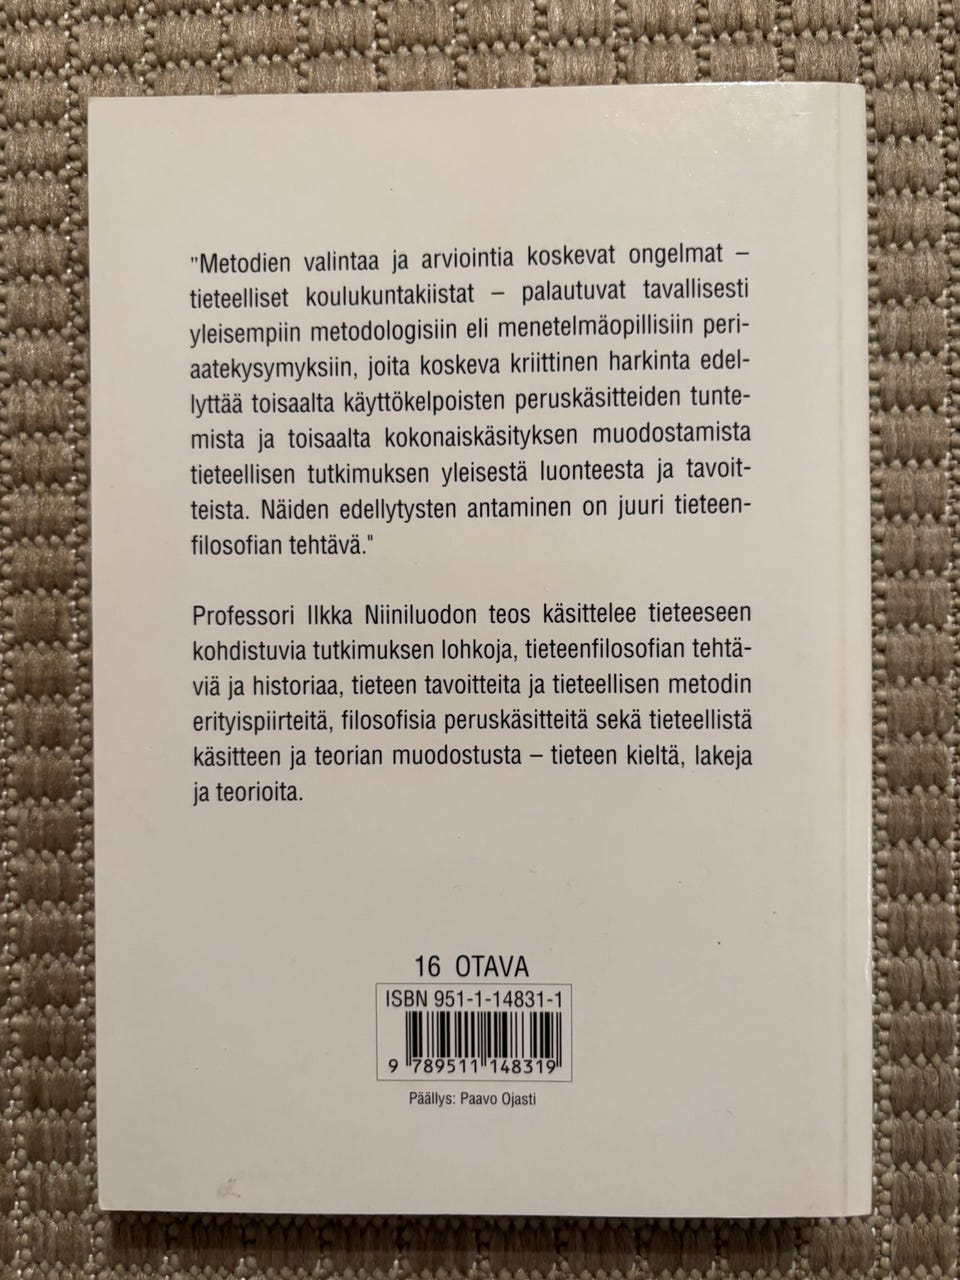 "Metodien valintaa ja arviointia koskevat ongelmat –
tieteelliset koulukuntakiistat – palautuvat tavallisesti
yleisempiin metodologisiin eli menetelmäopillisiin peri-
aatekysymyksiin, joita koskeva kriittinen harkinta edel-
lyttää toisaalta käyttökelpoisten peruskäsitteiden tunte-
mista ja toisaalta kokonaiskäsityksen muodostamista
tieteellisen tutkimuksen yleisestä luonteesta ja tavoit-
teista. Näiden edellytysten antaminen on juuri tieteen-
filosofian tehtävä."
Professori Ilkka Niiniluodon teos käsittelee tieteeseen
kohdistuvia tutkimuksen lohkoja, tieteenfilosofian tehtä-
viä ja historiaa, tieteen tavoitteita ja tieteellisen metodin
erityispiirteitä, filosofisia peruskäsitteitä sekä tieteellistä
käsitteen ja teorian muodostusta – tieteen kieltä, lakeja
ja teorioita.
16 OTAVA
ISBN 951-1-14831-1
9 789511 148319
Päällys: Paavo Ojasti